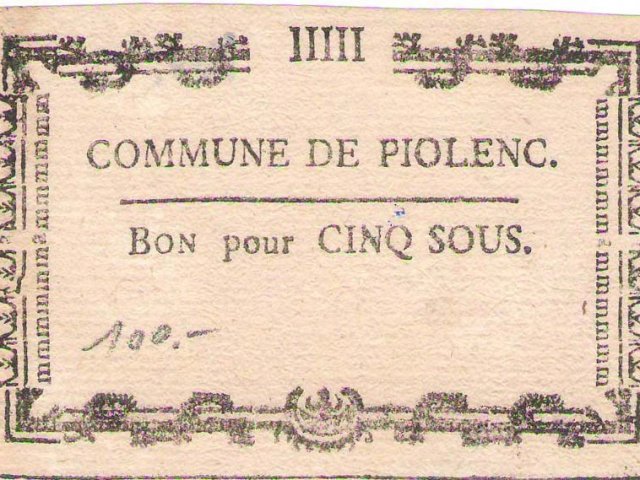 IIIII
COMMUNE DE PIOLENC.
BON pour CINQ SOUS.
100.-